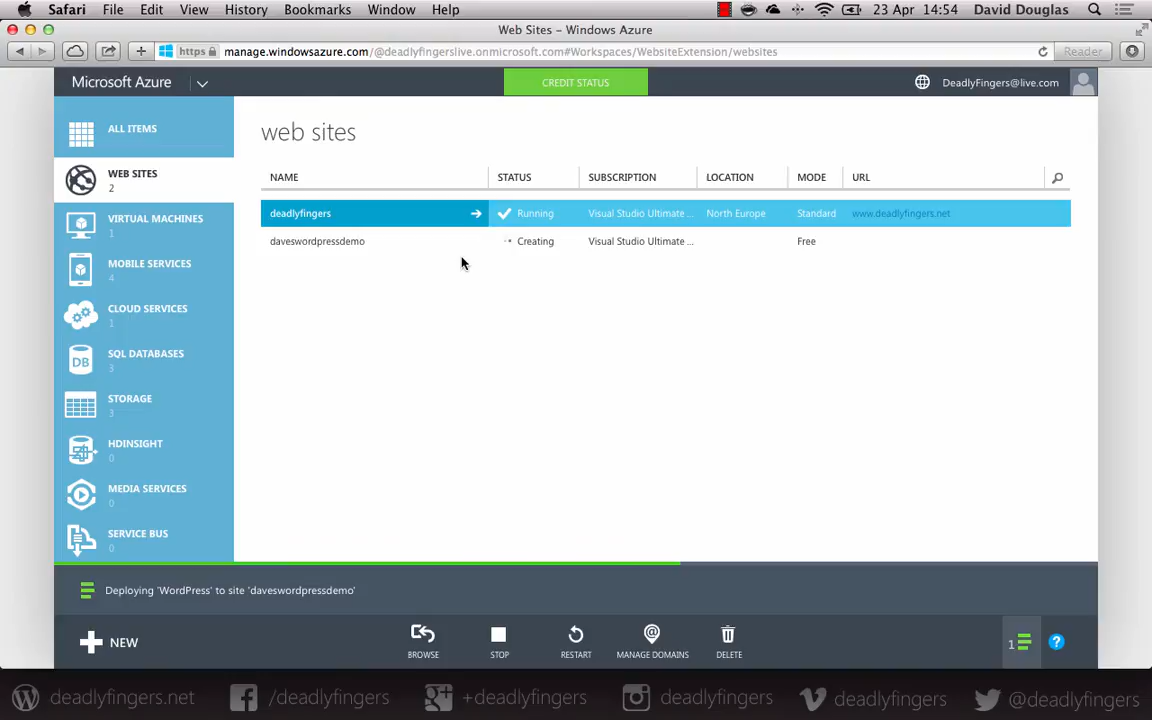 Safari File Edit View History Bookmarks Window Help 23 Apr 14:54 David Douglas
Web Sites – Windows Azure
https manage.windowsazure.com/@deadlyfingerslive.onmicrosoft.com#Workspaces/WebsiteExtension/websites Reader
Microsoft Azure CREDIT STATUS DeadlyFingers@live.com
ALL ITEMS
WEB SITES
2
VIRTUAL MACHINES
1
MOBILE SERVICES
4
CLOUD SERVICES
1
SQL DATABASES
3
STORAGE
3
HDINSIGHT
0
MEDIA SERVICES
0
SERVICE BUS
0
web sites
NAME STATUS SUBSCRIPTION LOCATION MODE URL
deadlyfingers Running Visual Studio Ultimate ... North Europe Standard www.deadlyfingers.net
daveswordpressdemo Creating Visual Studio Ultimate ... Free
Deploying 'WordPress' to site 'daveswordpressdemo'
NEW BROWSE STOP RESTART MANAGE DOMAINS DELETE 1 ?
deadlyfingers.net /deadlyfingers +deadlyfingers deadlyfingers deadlyfingers @deadlyfingers